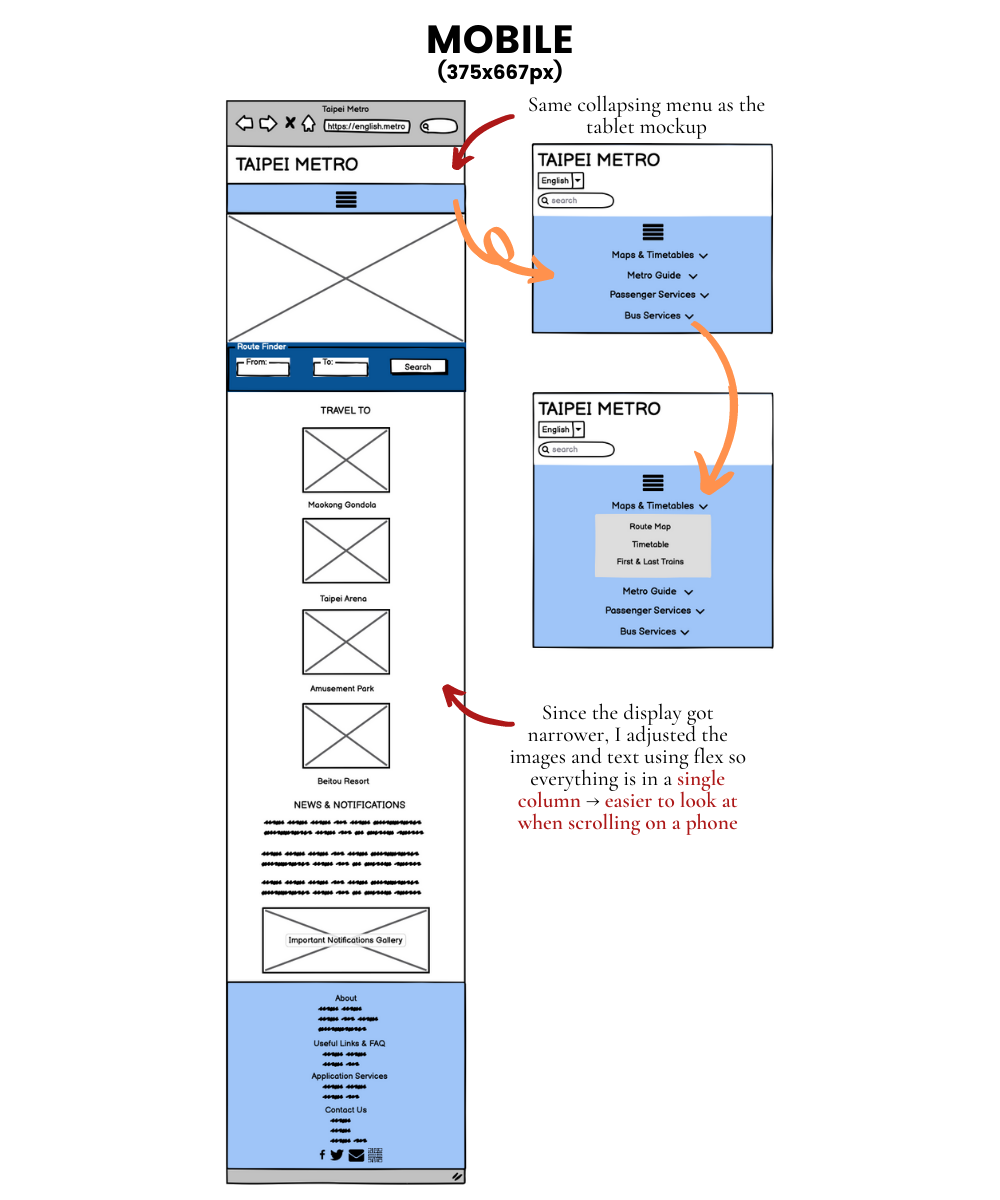 MOBILE
(375x667px)
Taipei Metro
https://english.metro
TAIPEI METRO
Route Finder
From:
To:
Search
TRAVEL TO
Maokong Gondola
Taipei Arena
Amusement Park
Beitou Resort
NEWS & NOTIFICATIONS
Important Notifications Gallery
About
Useful Links & FAQ
Application Services
Contact Us
Same collapsing menu as the
tablet mockup
TAIPEI METRO
English
search
Maps & Timetables
Metro Guide
Passenger Services
Bus Services
TAIPEI METRO
English
search
Maps & Timetables
Route Map
Timetable
First & Last Trains
Metro Guide
Passenger Services
Bus Services
Since the display got
narrower, I adjusted the
images and text using flex so
everything is in a single
column → easier to look at
when scrolling on a phone